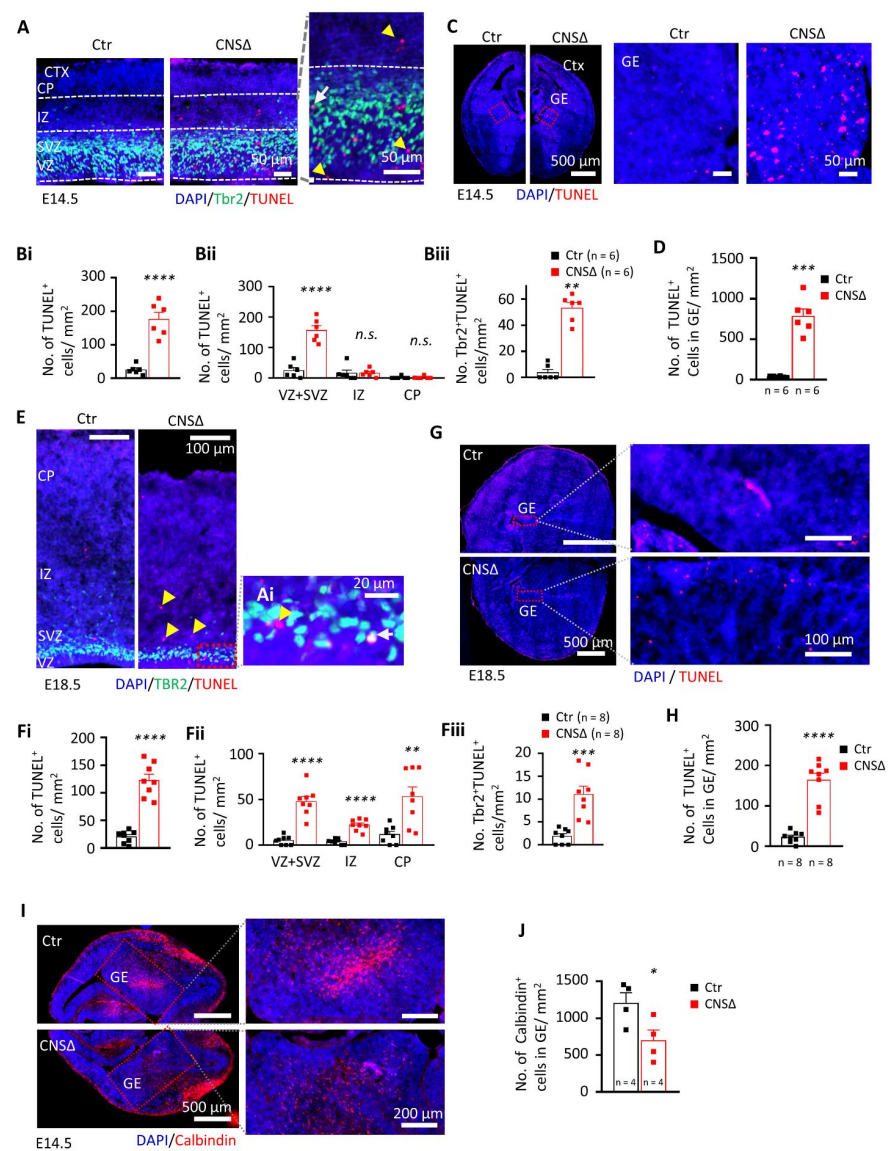 A
Ctr
CNSΔ
CTX
CP
IZ
SVZ
VZ
50 µm
50 µm
E14.5
DAPI/Tbr2/TUNEL
C
Ctr
CNSΔ
Ctx
GE
500 µm
E14.5
DAPI/TUNEL
Ctr
CNSΔ
GE
50 µm
Bi
No. of TUNEL⁺
cells/ mm²
300
200
100
0
****
Bii
No. of TUNEL⁺
cells/ mm²
300
200
100
0
****
n.s.
n.s.
VZ+SVZ
IZ
CP
Biii
Ctr (n = 6)
CNSΔ (n = 6)
No. Tbr2⁺TUNEL⁺
cells/mm²
60
40
20
0
**
D
No. of TUNEL⁺
Cells in GE/ mm²
1500
1000
500
0
***
Ctr
CNSΔ
n = 6
n = 6
E
Ctr
CNSΔ
100 µm
CP
IZ
SVZ
VZ
Ai
20 µm
E18.5
DAPI/TBR2/TUNEL
G
Ctr
GE
CNSΔ
GE
500 µm
100 µm
E18.5
DAPI / TUNEL
Fi
No. of TUNEL⁺
cells/ mm²
200
150
100
50
0
****
Fii
No. of TUNEL⁺
cells/ mm²
100
50
0
****
****
**
VZ+SVZ
IZ
CP
Fiii
Ctr (n = 8)
CNSΔ (n = 8)
No. Tbr2⁺TUNEL⁺
cells/mm²
20
15
10
5
0
***
H
No. of TUNEL⁺
Cells in GE/ mm²
300
200
100
0
****
Ctr
CNSΔ
n = 8
n = 8
I
Ctr
GE
CNSΔ
GE
500 µm
200 µm
E14.5
DAPI/Calbindin
J
No. of Calbindin⁺
cells in GE/ mm²
1500
1000
500
0
*
Ctr
CNSΔ
n = 4
n = 4